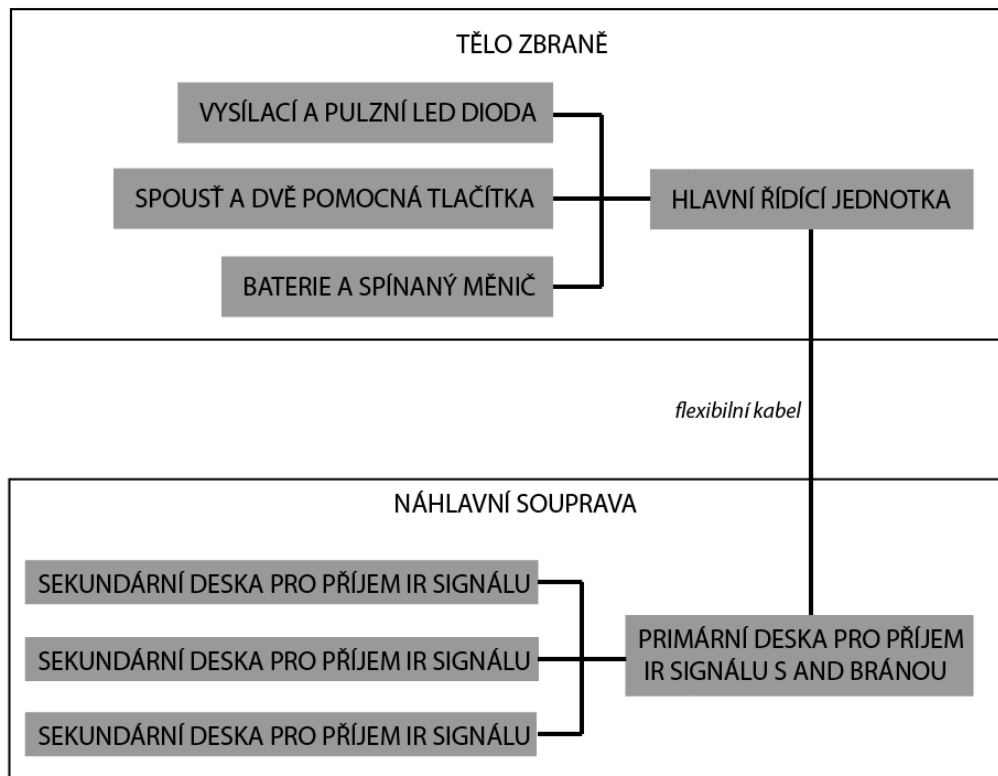 TĚLO ZBRANĚ
VYSÍLACÍ A PULZNÍ LED DIODA
SPOUSŤ A DVĚ POMOCNÁ TLAČÍTKA
HLAVNÍ ŘÍDÍCÍ JEDNOTKA
BATERIE A SPÍNANÝ MĚNIČ
flexibilní kabel
NÁHLAVNÍ SOUPRAVA
SEKUNDÁRNÍ DESKA PRO PŘÍJEM IR SIGNÁLU
SEKUNDÁRNÍ DESKA PRO PŘÍJEM IR SIGNÁLU
SEKUNDÁRNÍ DESKA PRO PŘÍJEM IR SIGNÁLU
PRIMÁRNÍ DESKA PRO PŘÍJEM
IR SIGNÁLU S AND BRÁNOU